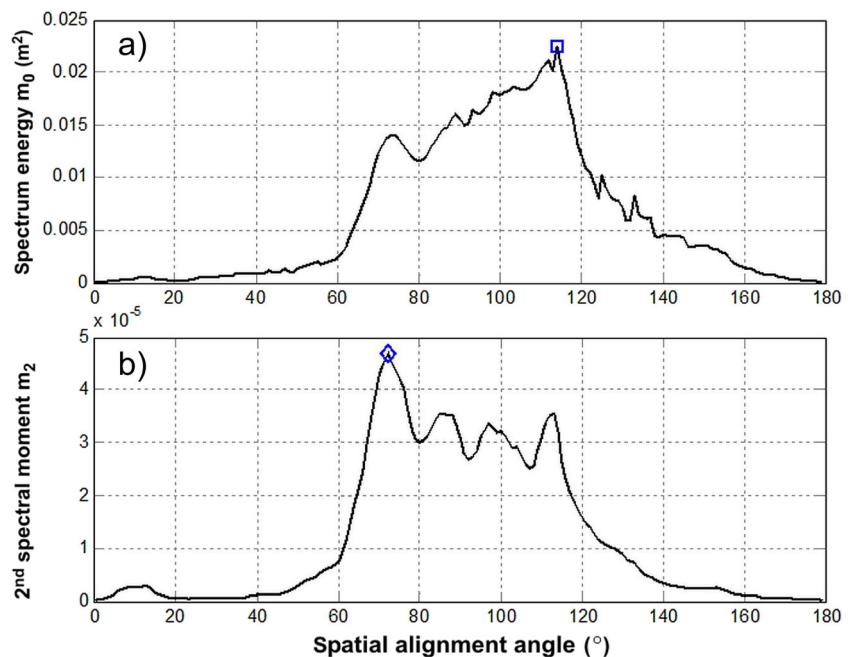 a)
Spectrum energy m₀ (m²)
0.025
0.02
0.015
0.01
0.005
0
0 20 40 60 80 100 120 140 160 180
x 10⁻⁵
b)
2ⁿᵈ spectral moment m₂
5
4
3
2
1
0
0 20 40 60 80 100 120 140 160 180
Spatial alignment angle (°)